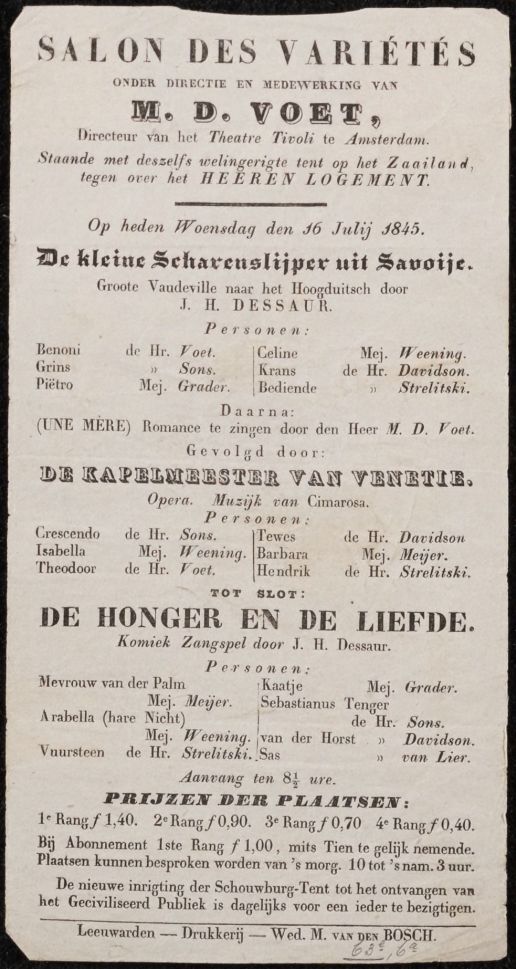 SALON DES VARIÉTÉS
ONDER DIRECTIE EN MEDEWERKING VAN
M. D. VOET,
Directeur van het Theatre Tivoli te Amsterdam.
Staande met deszelfs welingerigte tent op het Zaailand,
tegen over het HEEREN LOGEMENT.
Op heden Woensdag den 16 Julij 1845.
De kleine Scharenslijper uit Savoije.
Groote Vaudeville naar het Hoogduitsch door
J. H. DESSAUR.
Personen:
Benoni de Hr. Voet. Celine Mej. Weening.
Grins » Sons. Krans de Hr. Davidson.
Piëtro Mej. Grader. Bediende » Strelitski.
Daarna:
(UNE MÈRE) Romance te zingen door den Heer M. D. Voet.
Gevolgd door:
DE KAPELMEESTER VAN VENETIE.
Opera. Muzijk van Cimarosa.
Personen:
Crescendo de Hr. Sons. Tewes de Hr. Davidson
Isabella Mej. Weening. Barbara Mej. Meijer.
Theodoor de Hr. Voet. Hendrik de Hr. Strelitski.
TOT SLOT:
DE HONGER EN DE LIEFDE.
Komiek Zangspel door J. H. Dessaur.
Personen:
Mevrouw van der Palm Kaatje Mej. Grader.
Mej. Meijer. Sebastianus Tenger
Arabella (hare Nicht) de Hr. Sons.
Mej. Weening. van der Horst » Davidson.
Vuursteen de Hr. Strelitski. Sas » van Lier.
Aanvang ten 8½ ure.
PRIJZEN DER PLAATSEN:
1e Rang f 1,40. 2e Rang f 0,90. 3e Rang f 0,70 4e Rang f 0,40.
Bij Abonnement 1ste Rang f 1,00, mits Tien te gelijk nemende.
Plaatsen kunnen besproken worden van 's morg. 10 tot 's nam. 3 uur.
De nieuwe inrigting der Schouwburg-Tent tot het ontvangen van
het Geciviliseerd Publiek is dagelijks voor een ieder te bezigtigen.
Leeuwarden — Drukkerij — Wed. M. VAN DEN BOSCH.